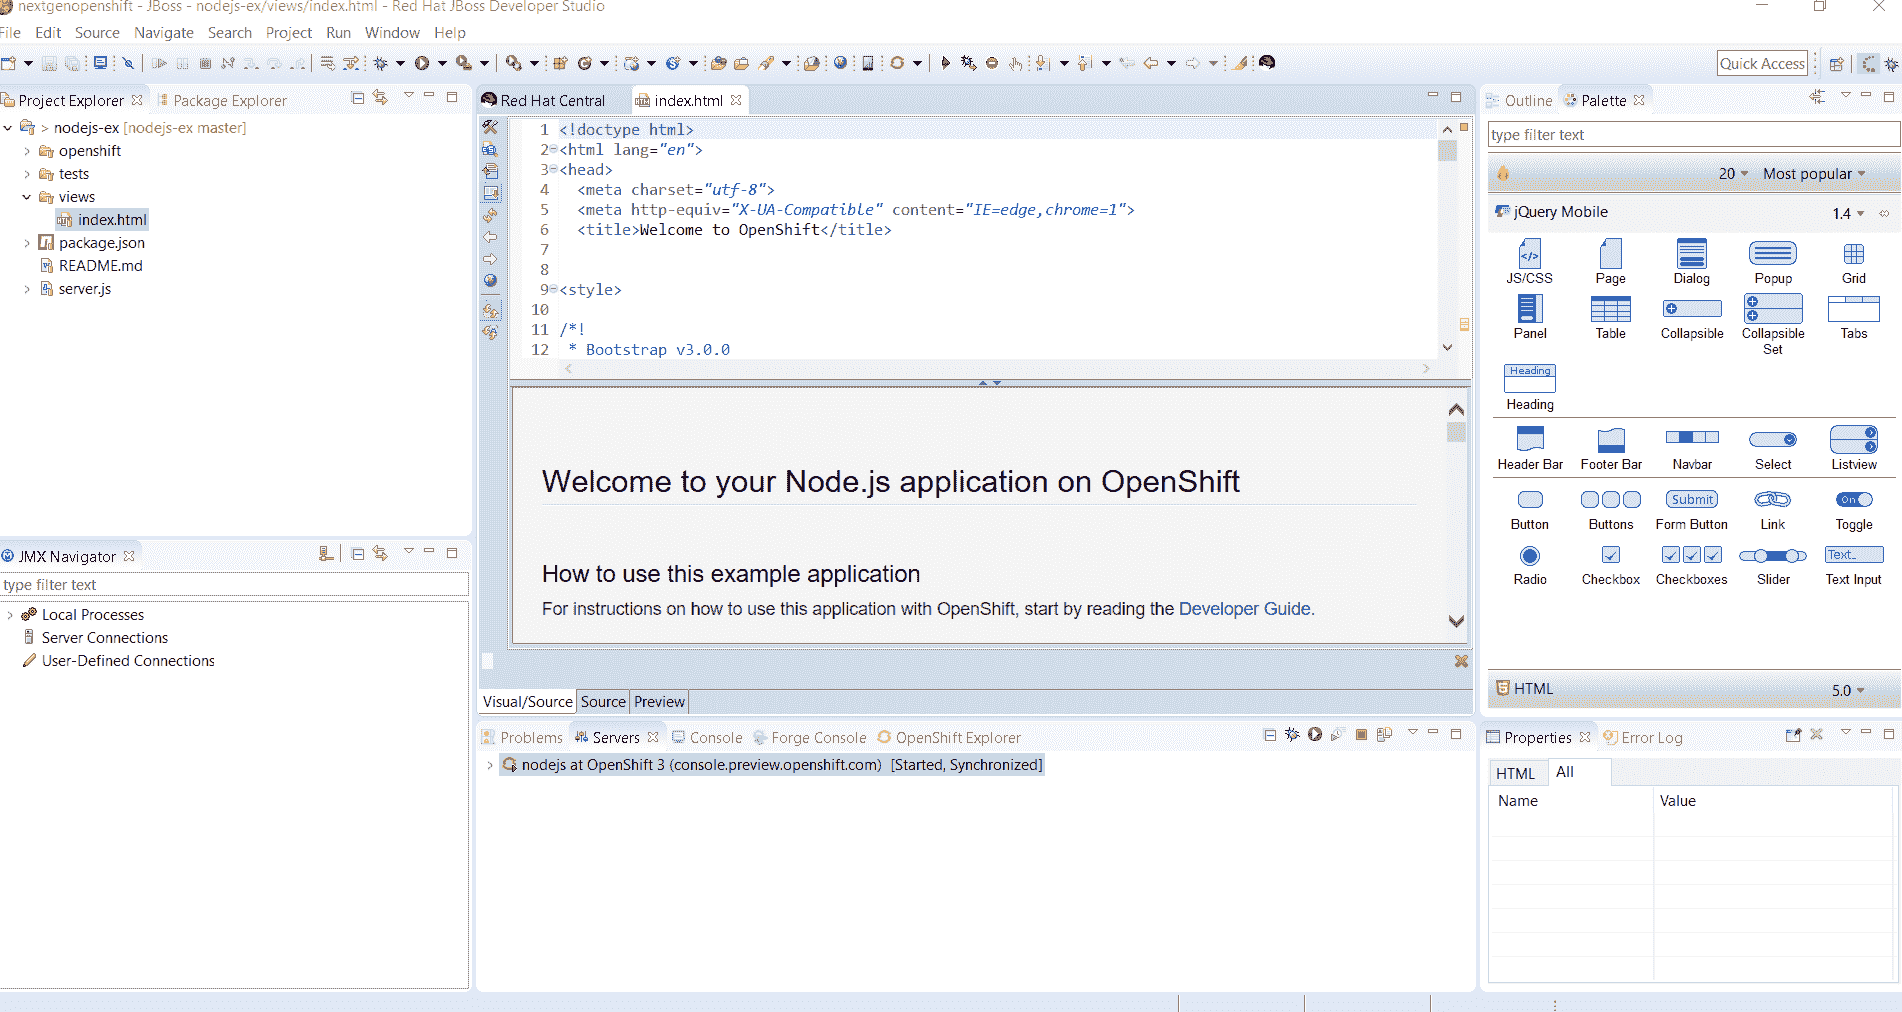 nextgenopenshift - JBoss - nodejs-ex/views/index.html - Red Hat JBoss Developer Studio
File Edit Source Navigate Search Project Run Window Help
Quick Access
Project Explorer Package Explorer
> nodejs-ex [nodejs-ex master]
openshift
tests
views
index.html
package.json
README.md
server.js
JMX Navigator
type filter text
Local Processes
Server Connections
User-Defined Connections
Red Hat Central index.html
1 <!doctype html>
2 <html lang="en">
3 <head>
4 <meta charset="utf-8">
5 <meta http-equiv="X-UA-Compatible" content="IE=edge,chrome=1">
6 <title>Welcome to OpenShift</title>
7
8
9 <style>
10
11 /*!
12 * Bootstrap v3.0.0
Welcome to your Node.js application on OpenShift
How to use this example application
For instructions on how to use this application with OpenShift, start by reading the Developer Guide.
Visual/Source Source Preview
Problems Servers Console Forge Console OpenShift Explorer
nodejs at OpenShift 3 (console.preview.openshift.com) [Started, Synchronized]
Outline Palette
type filter text
20 Most popular
jQuery Mobile 1.4
JS/CSS Page Dialog Popup Grid
Panel Table Collapsible Collapsible Set Tabs
Heading
Heading
Header Bar Footer Bar Navbar Select Listview
Submit On
Button Buttons Form Button Link Toggle
Text_
Radio Checkbox Checkboxes Slider Text Input
HTML 5.0
Properties Error Log
HTML All
Name Value